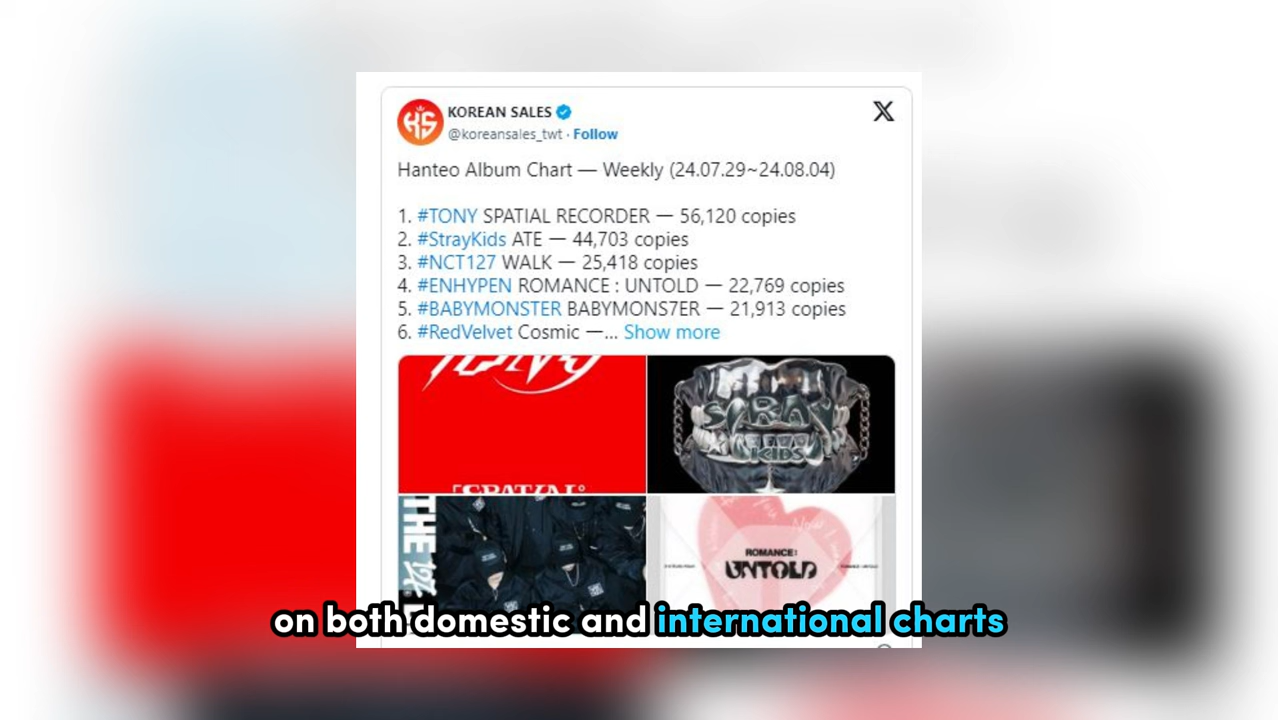 KOREAN SALES
@koreansales_twt · Follow
Hanteo Album Chart — Weekly (24.07.29~24.08.04)
1. #TONY SPATIAL RECORDER — 56,120 copies
2. #StrayKids ATE — 44,703 copies
3. #NCT127 WALK — 25,418 copies
4. #ENHYPEN ROMANCE : UNTOLD — 22,769 copies
5. #BABYMONSTER BABYMONS7ER — 21,913 copies
6. #RedVelvet Cosmic —... Show more
STRAY
KIDS
THE
ROMANCE:
UNTOLD
on both domestic and international charts